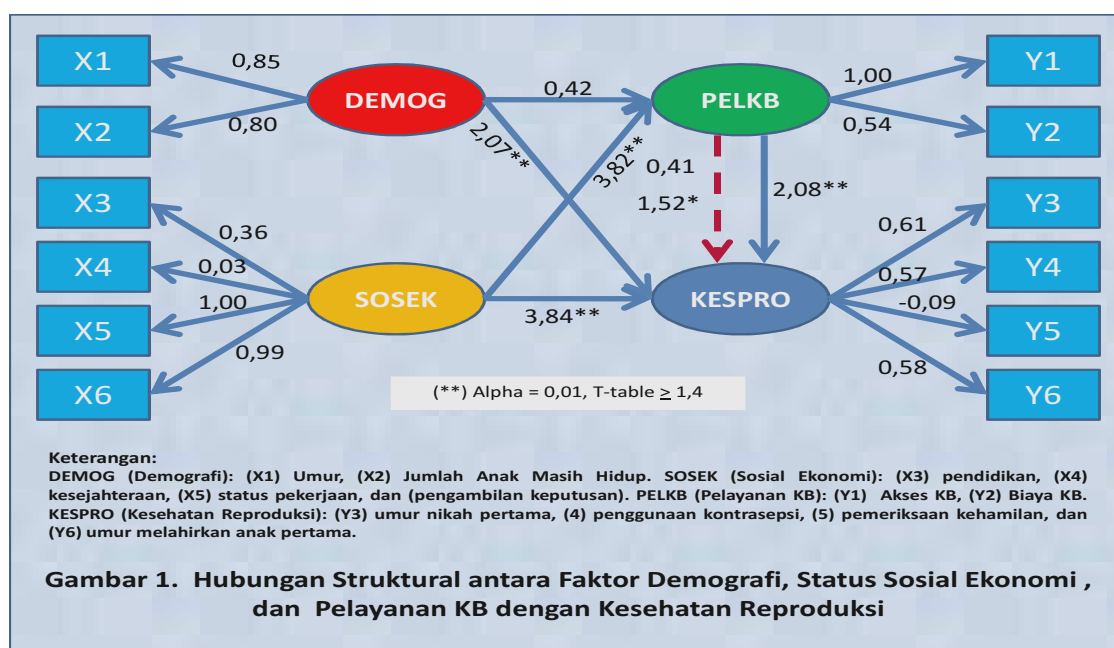 X1
0,85
DEMOG
0,42
PELKB
1,00
Y1
X2
0,80
0,54
Y2
2,07**
3,82**
0,41
1,52*
2,08**
X3
0,36
0,61
Y3
X4
0,03
0,57
Y4
SOSEK
KESPRO
X5
1,00
3,84**
-0,09
Y5
0,99
0,58
X6
Y6
(**) Alpha = 0,01, T-table ≥ 1,4
Keterangan:
DEMOG (Demografi): (X1) Umur, (X2) Jumlah Anak Masih Hidup. SOSEK (Sosial Ekonomi): (X3) pendidikan, (X4)
kesejahteraan, (X5) status pekerjaan, dan (pengambilan keputusan). PELKB (Pelayanan KB): (Y1) Akses KB, (Y2) Biaya KB.
KESPRO (Kesehatan Reproduksi): (Y3) umur nikah pertama, (4) penggunaan kontrasepsi, (5) pemeriksaan kehamilan, dan
(Y6) umur melahirkan anak pertama.
Gambar 1. Hubungan Struktural antara Faktor Demografi, Status Sosial Ekonomi ,
dan Pelayanan KB dengan Kesehatan Reproduksi